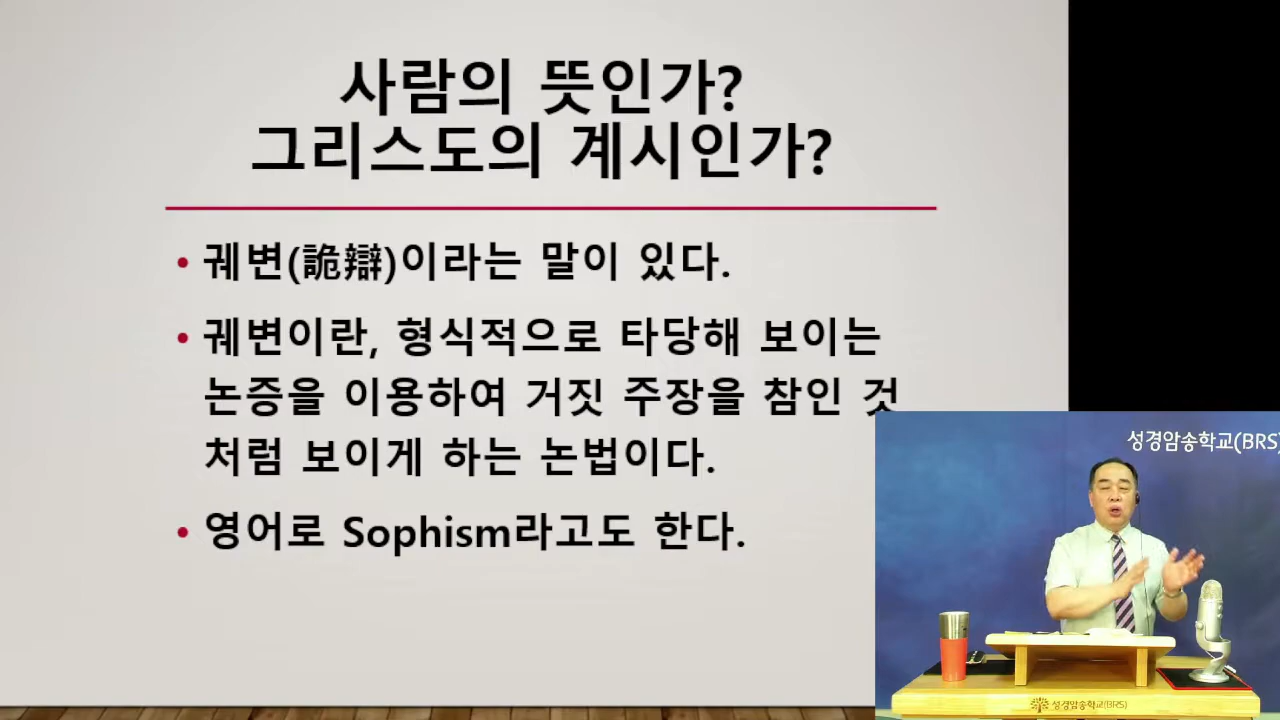 사람의 뜻인가?
그리스도의 계시인가?
• 궤변(詭辯)이라는 말이 있다.
• 궤변이란, 형식적으로 타당해 보이는
논증을 이용하여 거짓 주장을 참인 것
처럼 보이게 하는 논법이다.
• 영어로 Sophism라고도 한다.
성경암송학교(BRS)
성경암송학교(BRS)